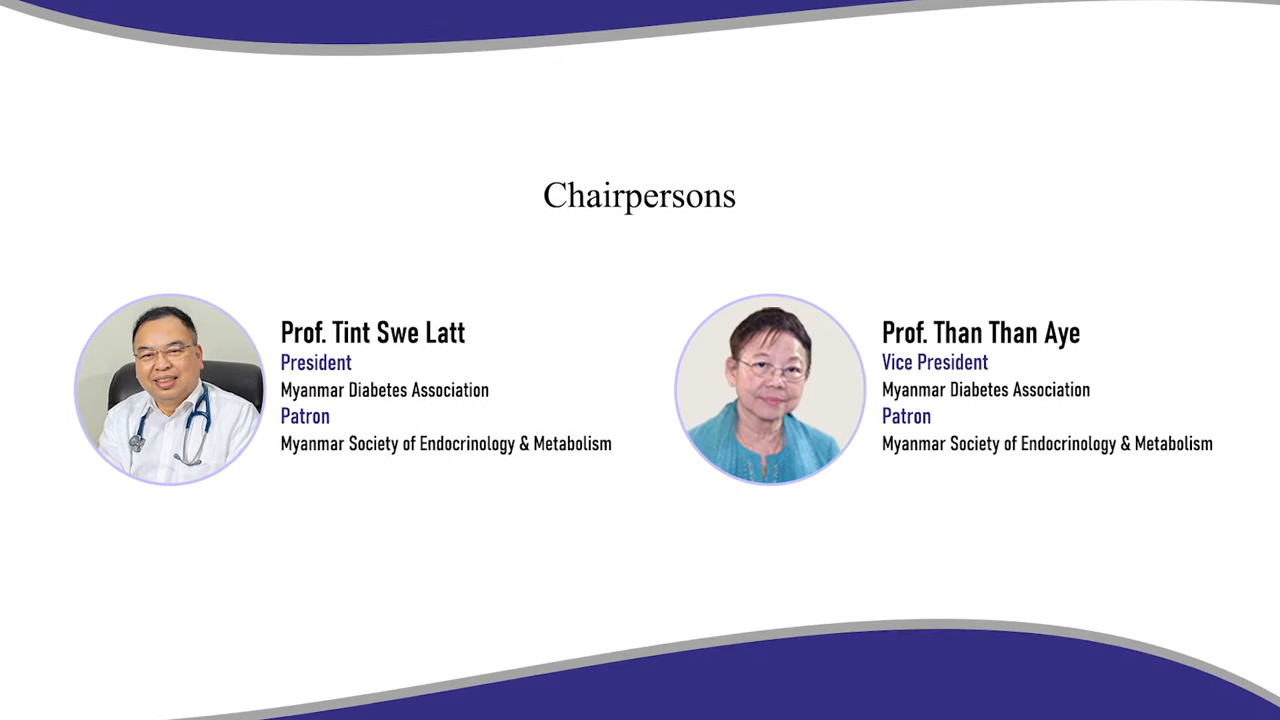 Chairpersons
Prof. Tint Swe Latt
President
Myanmar Diabetes Association
Patron
Myanmar Society of Endocrinology & Metabolism
Prof. Than Than Aye
Vice President
Myanmar Diabetes Association
Patron
Myanmar Society of Endocrinology & Metabolism